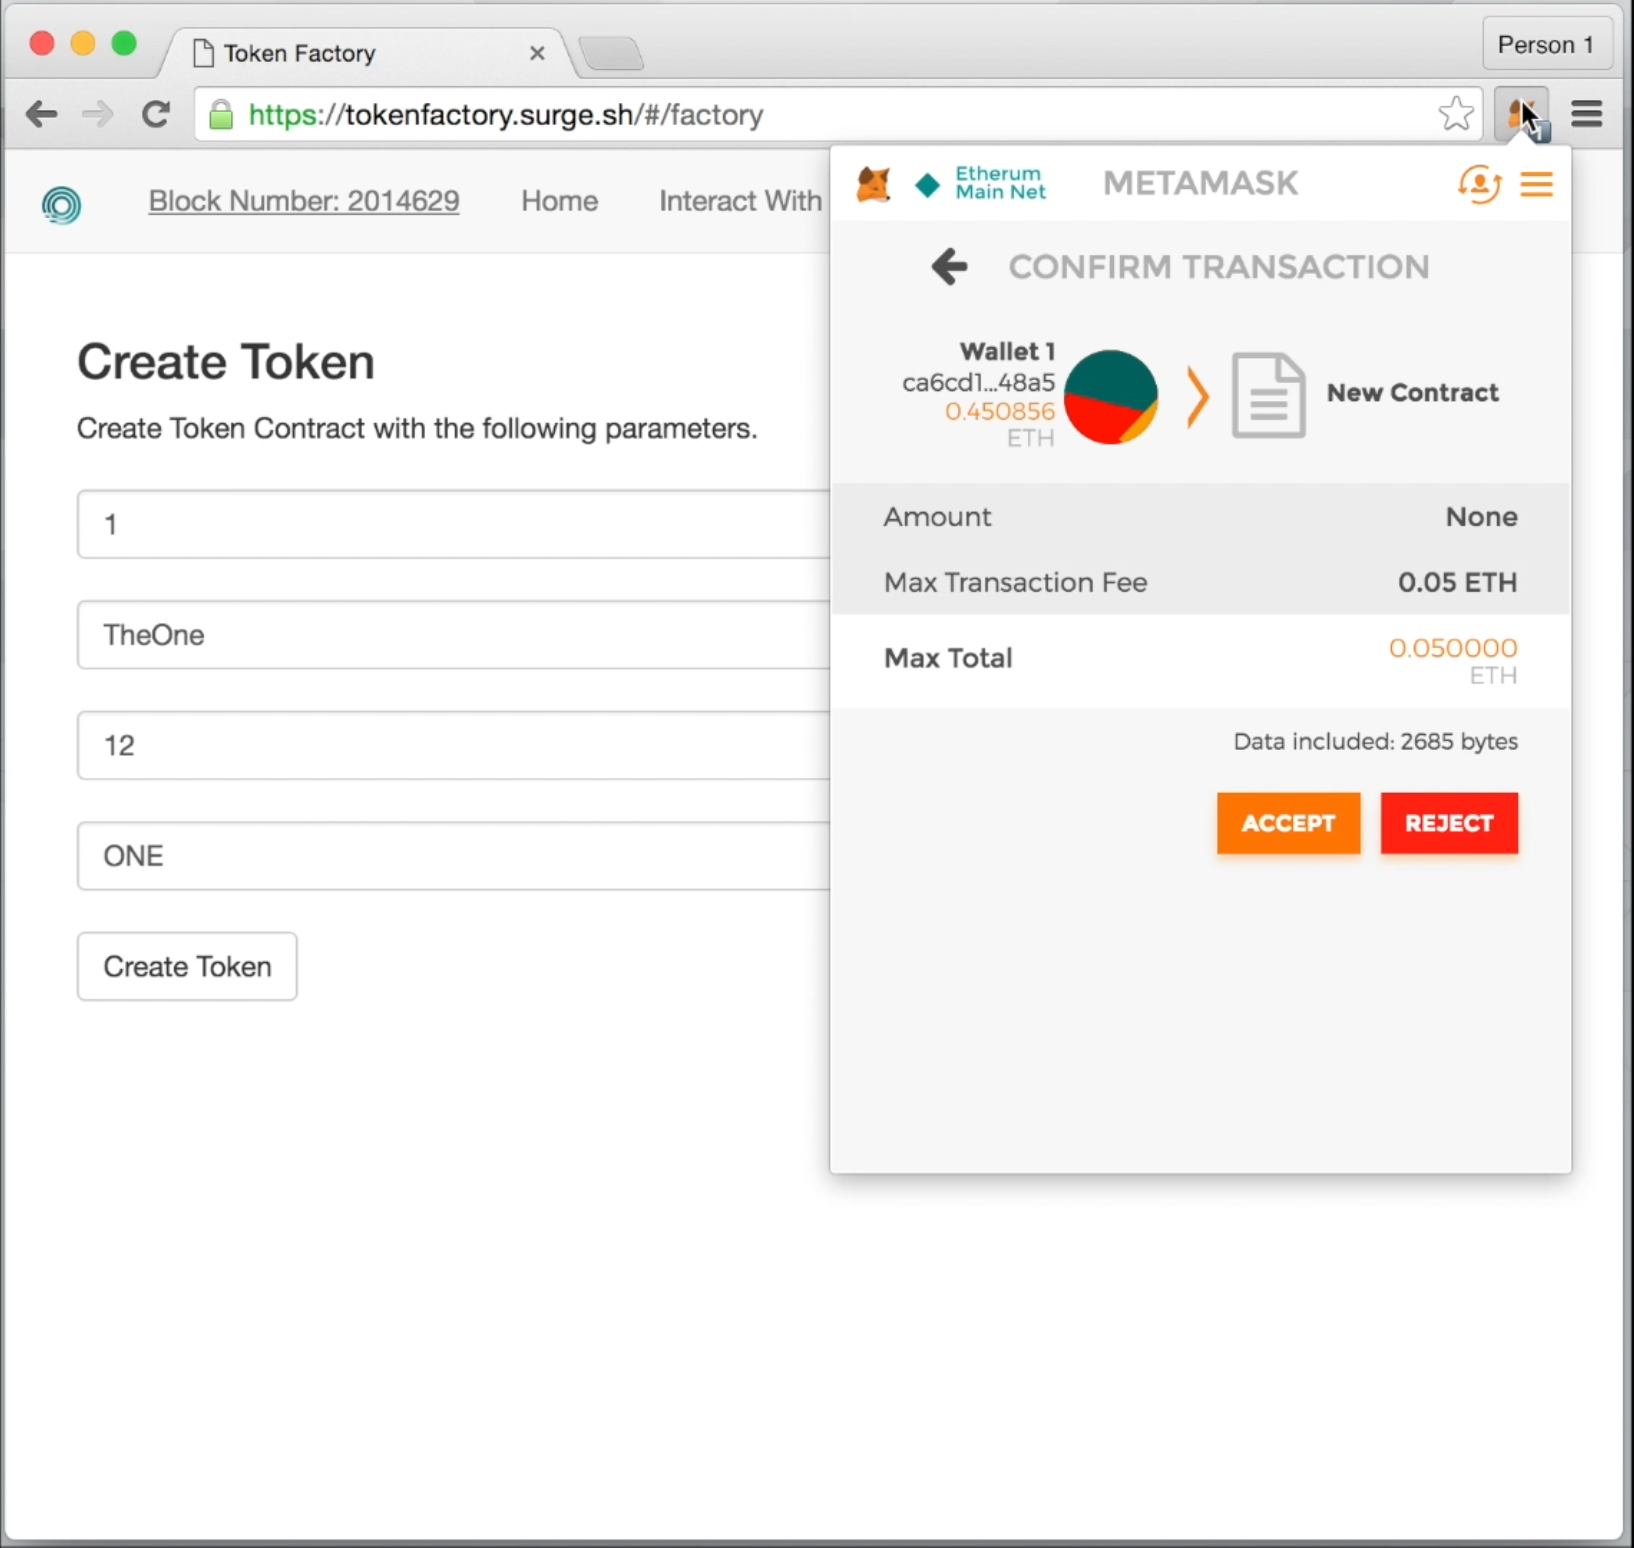 Token Factory
Person 1
https://tokenfactory.surge.sh/#/factory
Block Number: 2014629 Home Interact With
Etherum
Main Net
METAMASK
CONFIRM TRANSACTION
Create Token
Create Token Contract with the following parameters.
1
TheOne
12
ONE
Create Token
Wallet 1
ca6cd1...48a5
0.450856
ETH
New Contract
Amount None
Max Transaction Fee 0.05 ETH
Max Total 0.050000
ETH
Data included: 2685 bytes
ACCEPT REJECT